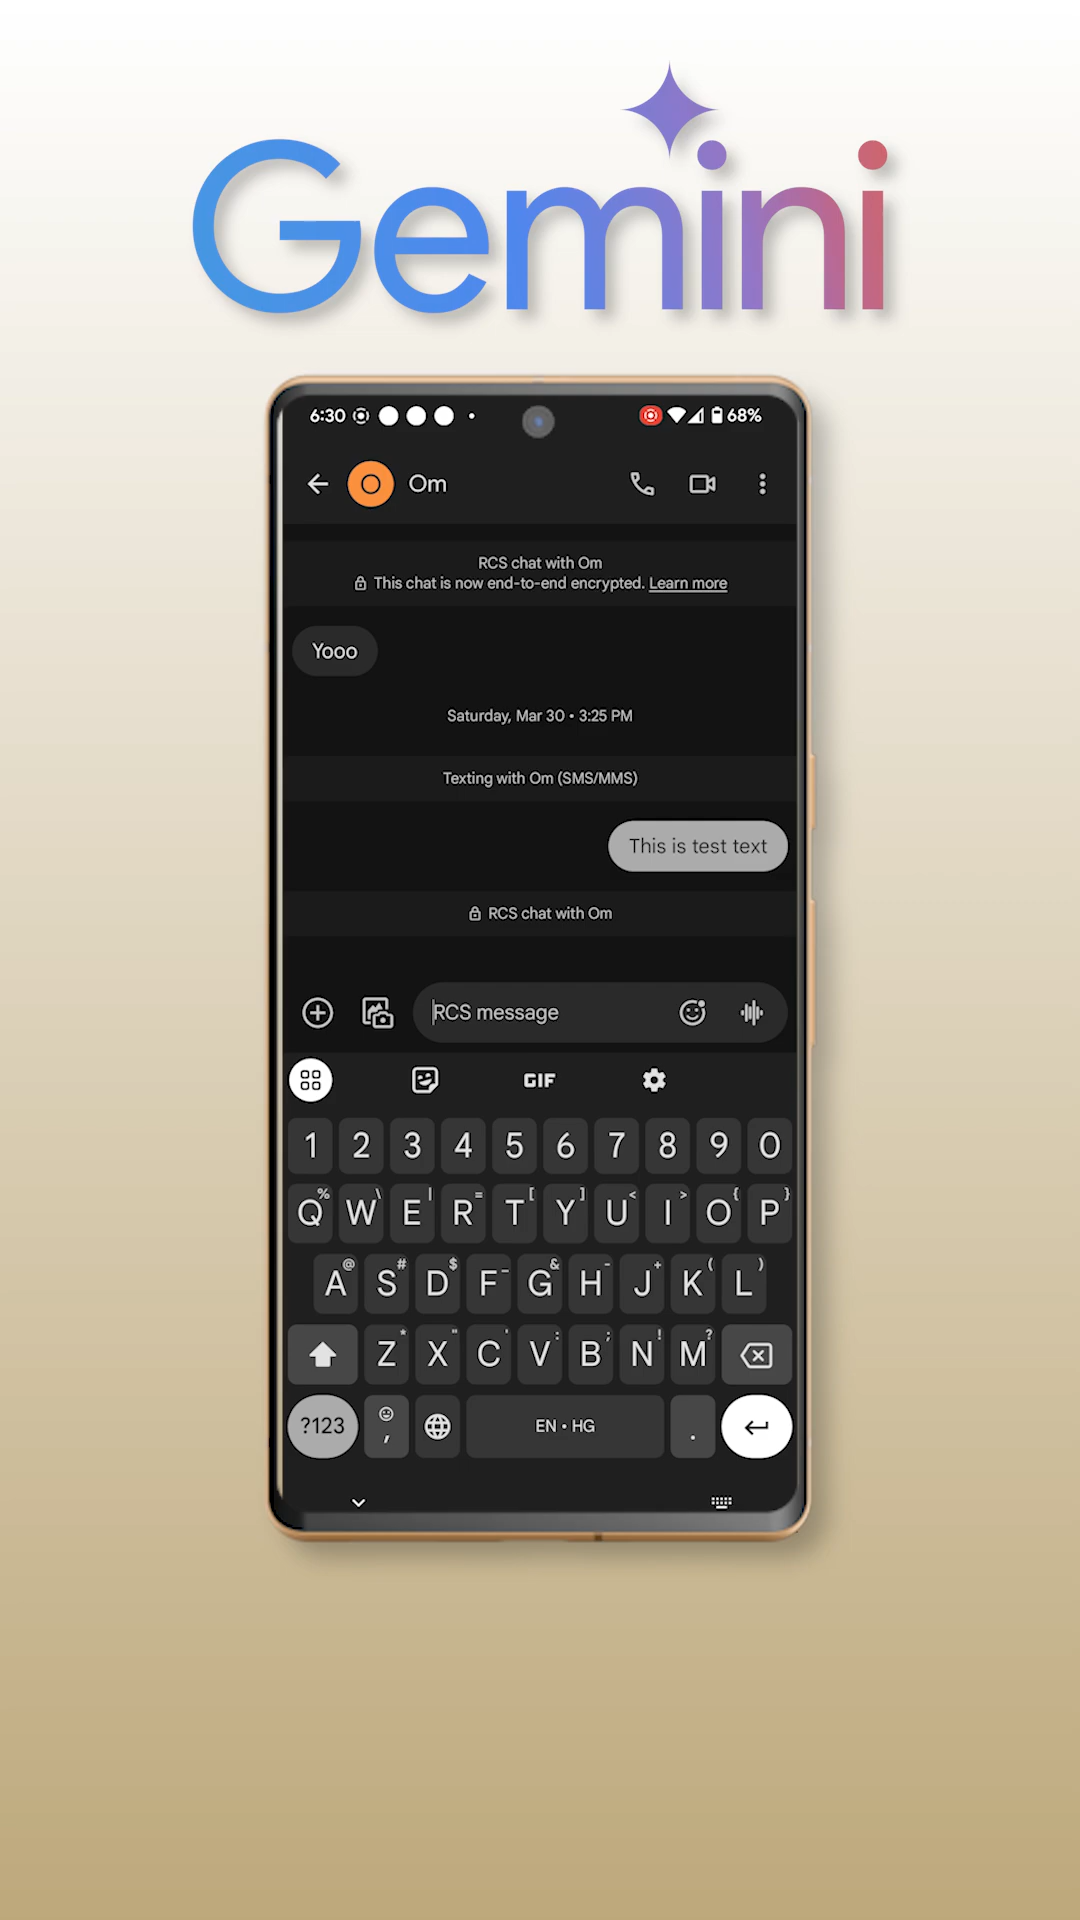 Gemini
6:30 68%
O Om
RCS chat with Om
This chat is now end-to-end encrypted. Learn more
Yooo
Saturday, Mar 30 • 3:25 PM
Texting with Om (SMS/MMS)
This is test text
RCS chat with Om
RCS message
GIF
1 2 3 4 5 6 7 8 9 0
% \ | = [ ] < > { }
Q W E R T Y U I O P
@ # $ _ & - + ( )
A S D F G H J K L
* " ' : ; ! ?
Z X C V B N M
?123 , EN • HG .